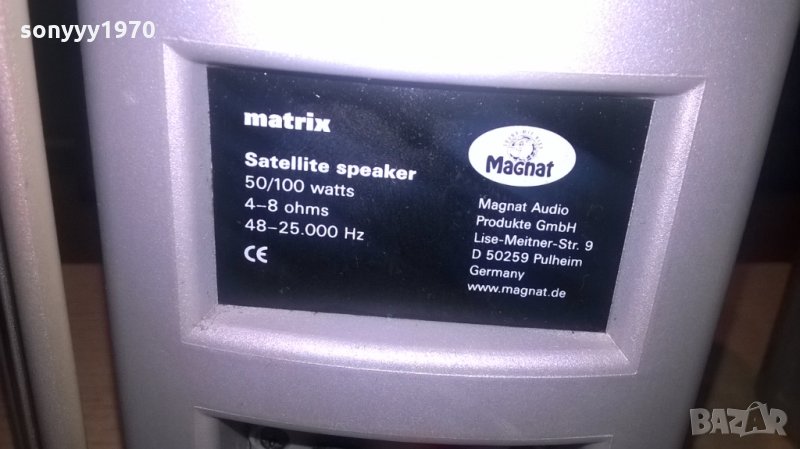 sonyyy1970
matrix
Satellite speaker
50/100 watts
4–8 ohms
48–25.000 Hz
CE
Magnat
Magnat Audio
Produkte GmbH
Lise-Meitner-Str. 9
D 50259 Pulheim
Germany
www.magnat.de
BAZAR